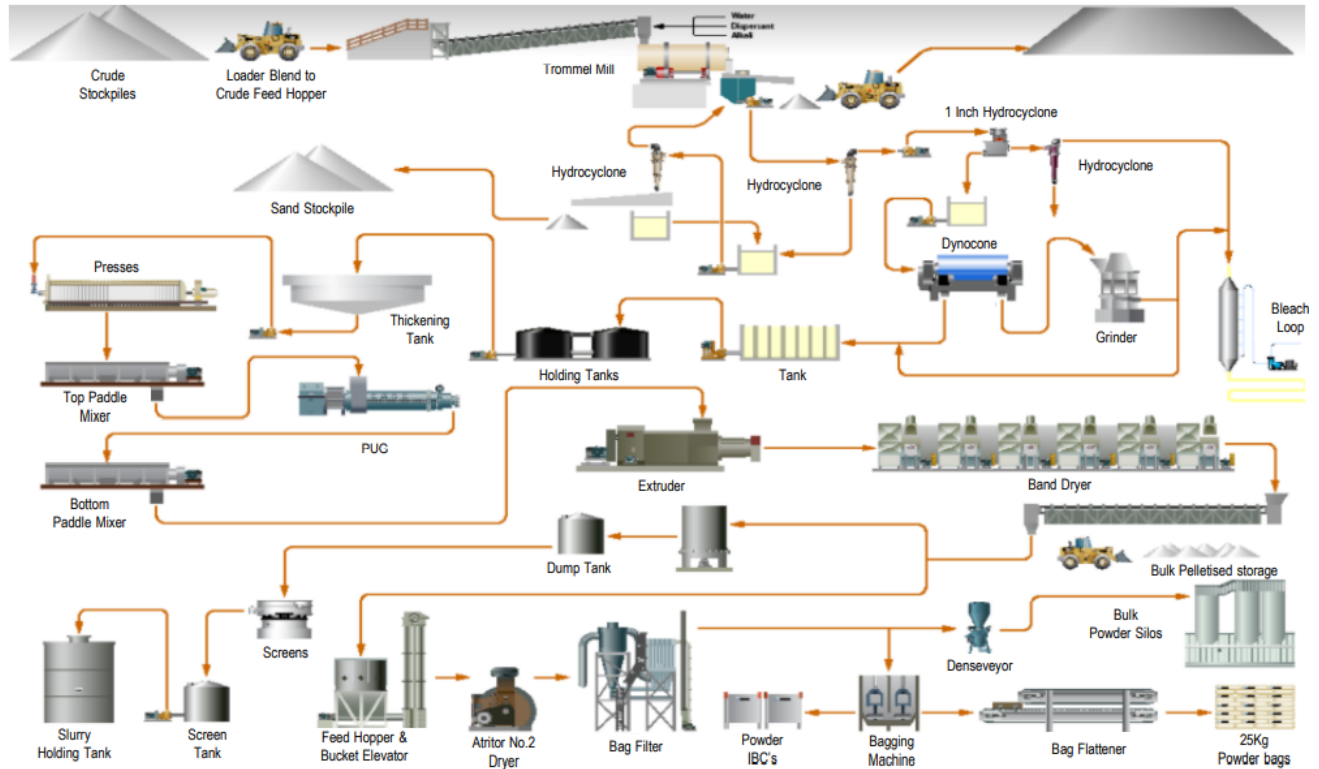 Water
Dispersant
Alkali
Crude
Stockpiles
Loader Blend to
Crude Feed Hopper
Trommel Mill
1 Inch Hydrocyclone
Hydrocyclone
Hydrocyclone
Hydrocyclone
Sand Stockpile
Dynocone
Presses
Thickening
Tank
Holding Tanks
Tank
Grinder
Bleach
Loop
Top Paddle
Mixer
PUG
Extruder
Band Dryer
Bottom
Paddle Mixer
Dump Tank
Bulk Pelletised storage
Bulk
Powder Silos
Screens
Denseveyor
Slurry
Holding Tank
Screen
Tank
Feed Hopper &
Bucket Elevator
Atritor No.2
Dryer
Bag Filter
Powder
IBC's
Bagging
Machine
Bag Flattener
25Kg
Powder bags